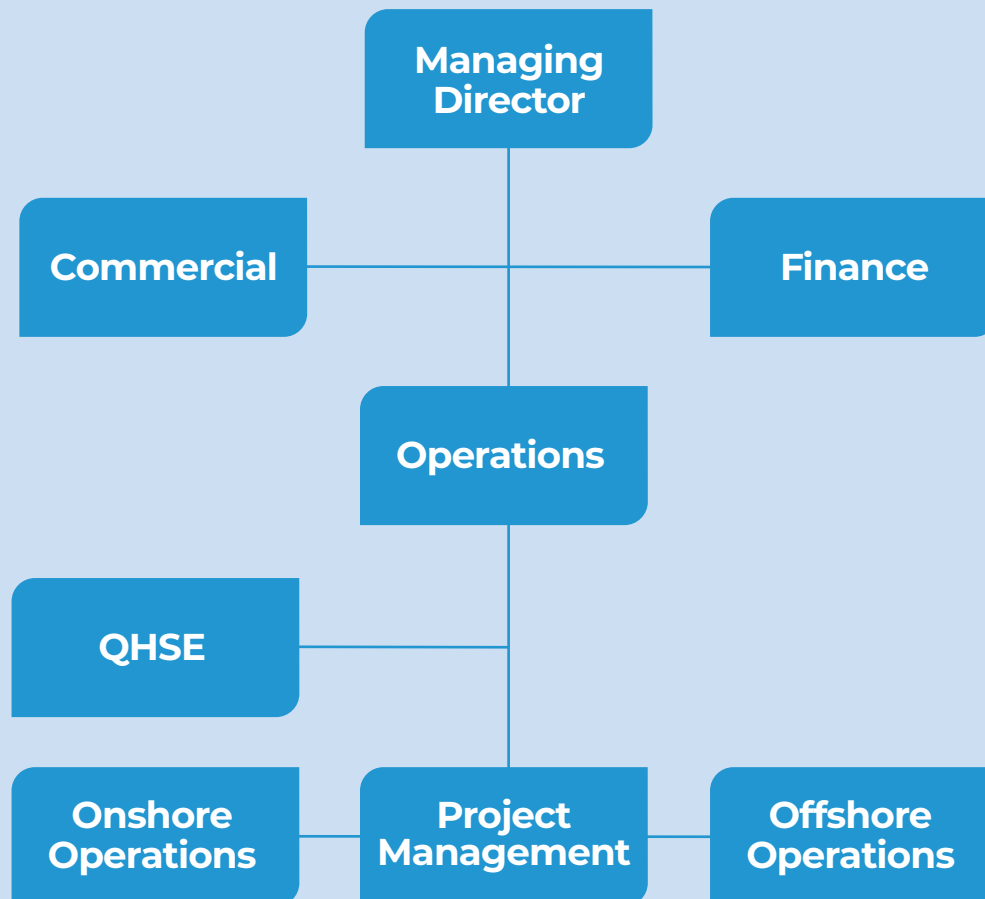 Managing
Director
Commercial
Finance
Operations
QHSE
Onshore
Operations
Project
Management
Offshore
Operations